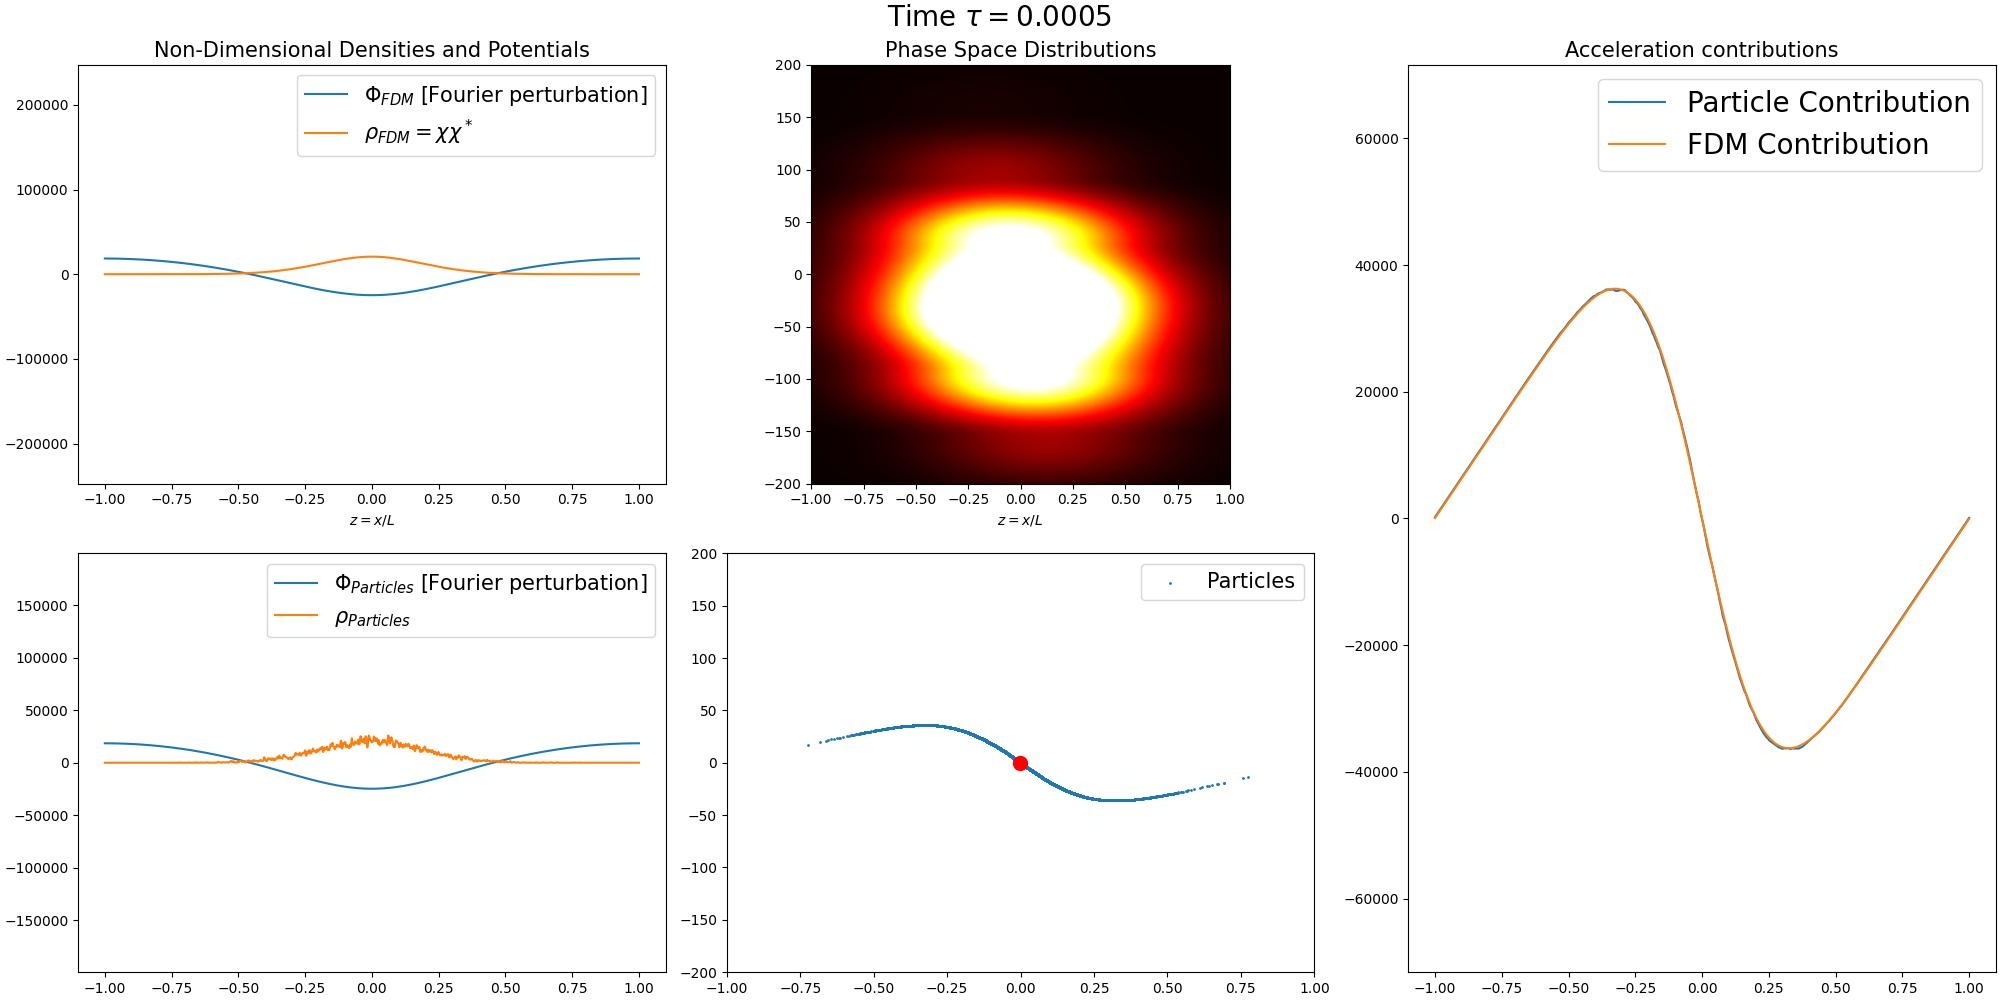 Time τ = 0.0005
Non-Dimensional Densities and Potentials
Φ_FDM [Fourier perturbation]
ρ_FDM = χχ*
200000
100000
0
−100000
−200000
−1.00 −0.75 −0.50 −0.25 0.00 0.25 0.50 0.75 1.00
z = x/L
Phase Space Distributions
200
150
100
50
0
−50
−100
−150
−200
−1.00 −0.75 −0.50 −0.25 0.00 0.25 0.50 0.75 1.00
z = x/L
Acceleration contributions
Particle Contribution
FDM Contribution
60000
40000
20000
0
−20000
−40000
−60000
−1.00 −0.75 −0.50 −0.25 0.00 0.25 0.50 0.75 1.00
Φ_Particles [Fourier perturbation]
ρ_Particles
150000
100000
50000
0
−50000
−100000
−150000
−1.00 −0.75 −0.50 −0.25 0.00 0.25 0.50 0.75 1.00
Particles
200
150
100
50
0
−50
−100
−150
−200
−1.00 −0.75 −0.50 −0.25 0.00 0.25 0.50 0.75 1.00